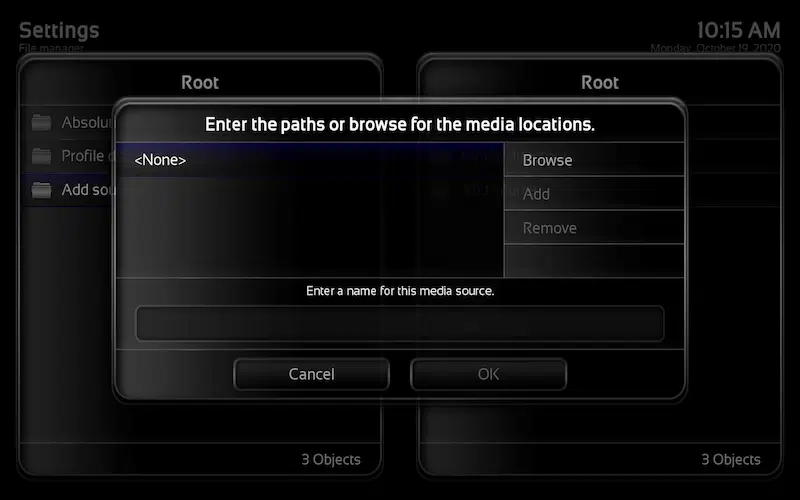 Settings
File manager
10:15 AM
Monday, October 19, 2020
Root
Root
Enter the paths or browse for the media locations.
<None>
Browse
Add
Remove
Profile
Add
Enter a name for this media source.
Cancel
OK
3 Objects
3 Objects